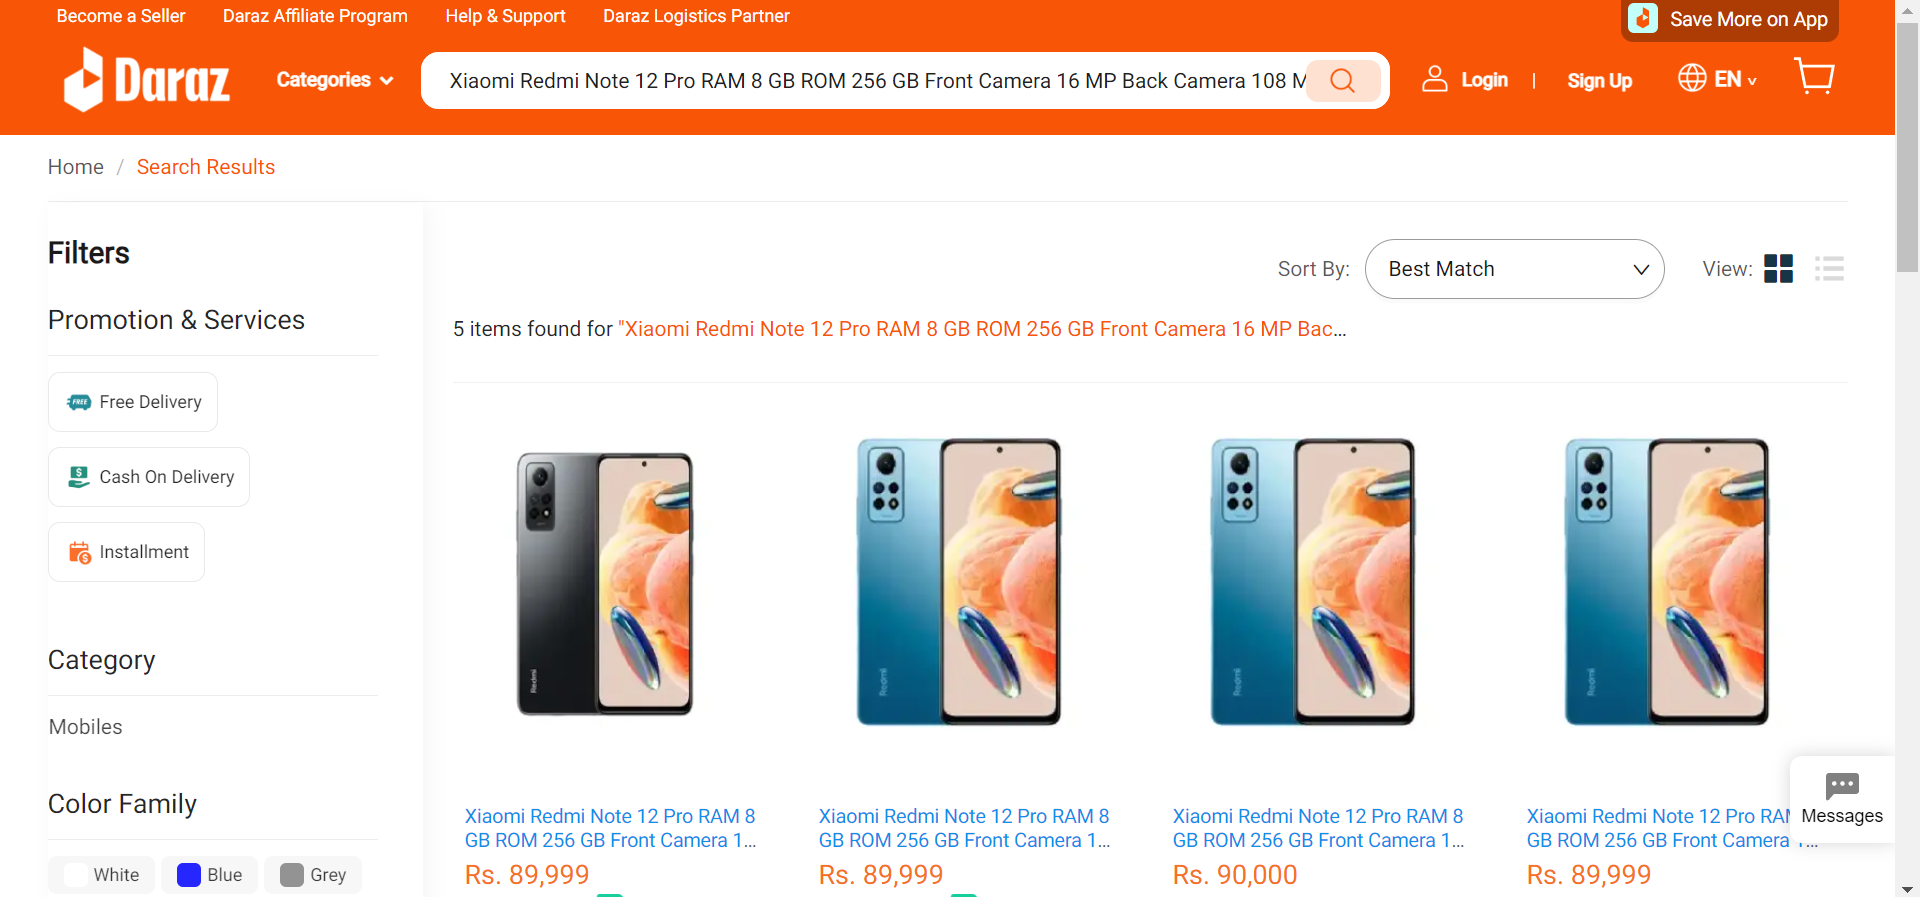 Become a Seller Daraz Affiliate Program Help & Support Daraz Logistics Partner Save More on App
Daraz Categories Xiaomi Redmi Note 12 Pro RAM 8 GB ROM 256 GB Front Camera 16 MP Back Camera 108 M Login | Sign Up EN
Home / Search Results
Filters
Promotion & Services
FREE Free Delivery
Cash On Delivery
Installment
Category
Mobiles
Color Family
White Blue Grey
Sort By: Best Match View:
5 items found for "Xiaomi Redmi Note 12 Pro RAM 8 GB ROM 256 GB Front Camera 16 MP Bac...
Redmi
Redmi
Redmi
Redmi
Xiaomi Redmi Note 12 Pro RAM 8
GB ROM 256 GB Front Camera 1...
Rs. 89,999
Xiaomi Redmi Note 12 Pro RAM 8
GB ROM 256 GB Front Camera 1...
Rs. 89,999
Xiaomi Redmi Note 12 Pro RAM 8
GB ROM 256 GB Front Camera 1...
Rs. 90,000
Xiaomi Redmi Note 12 Pro
GB ROM 256 GB Front Camera
Rs. 89,999
Messages